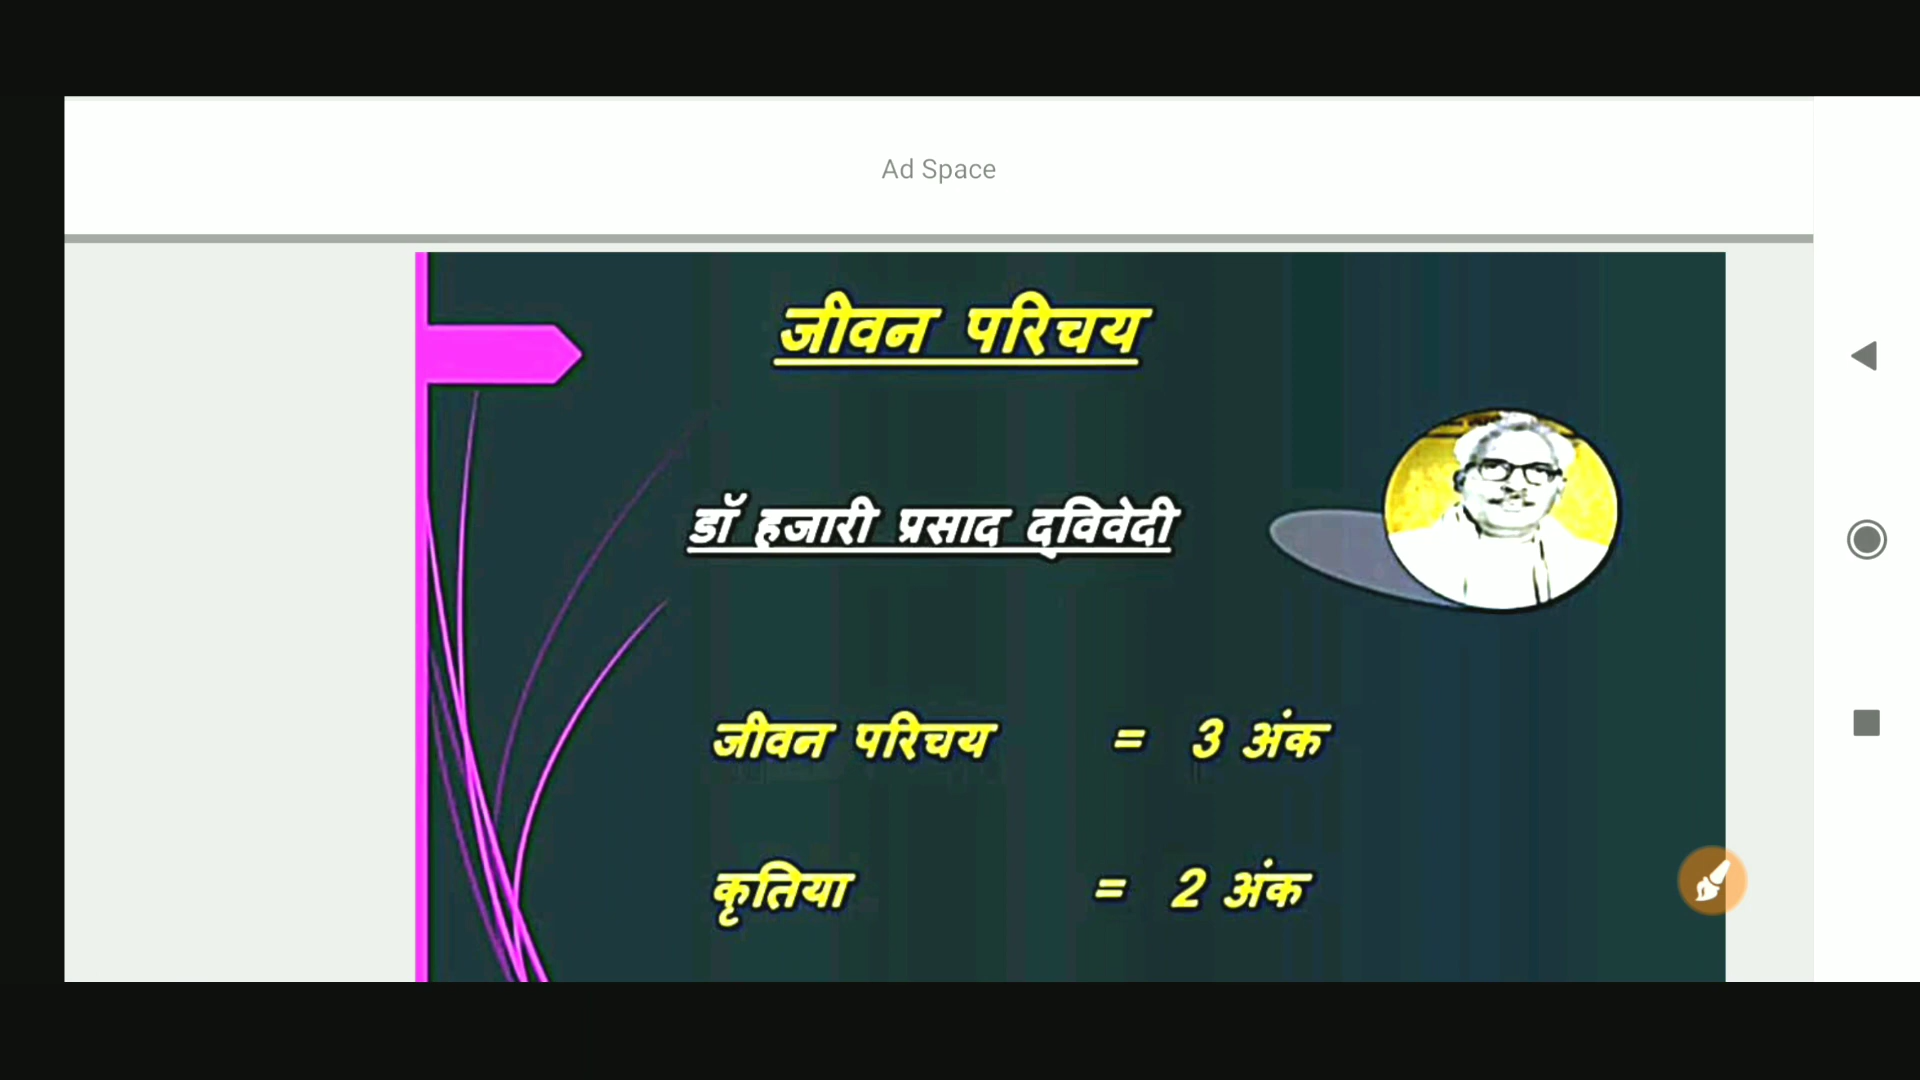 Ad Space
जीवन परिचय
डॉ हजारी प्रसाद दविवेदी
जीवन परिचय = 3 अंक
कृतिया = 2 अंक